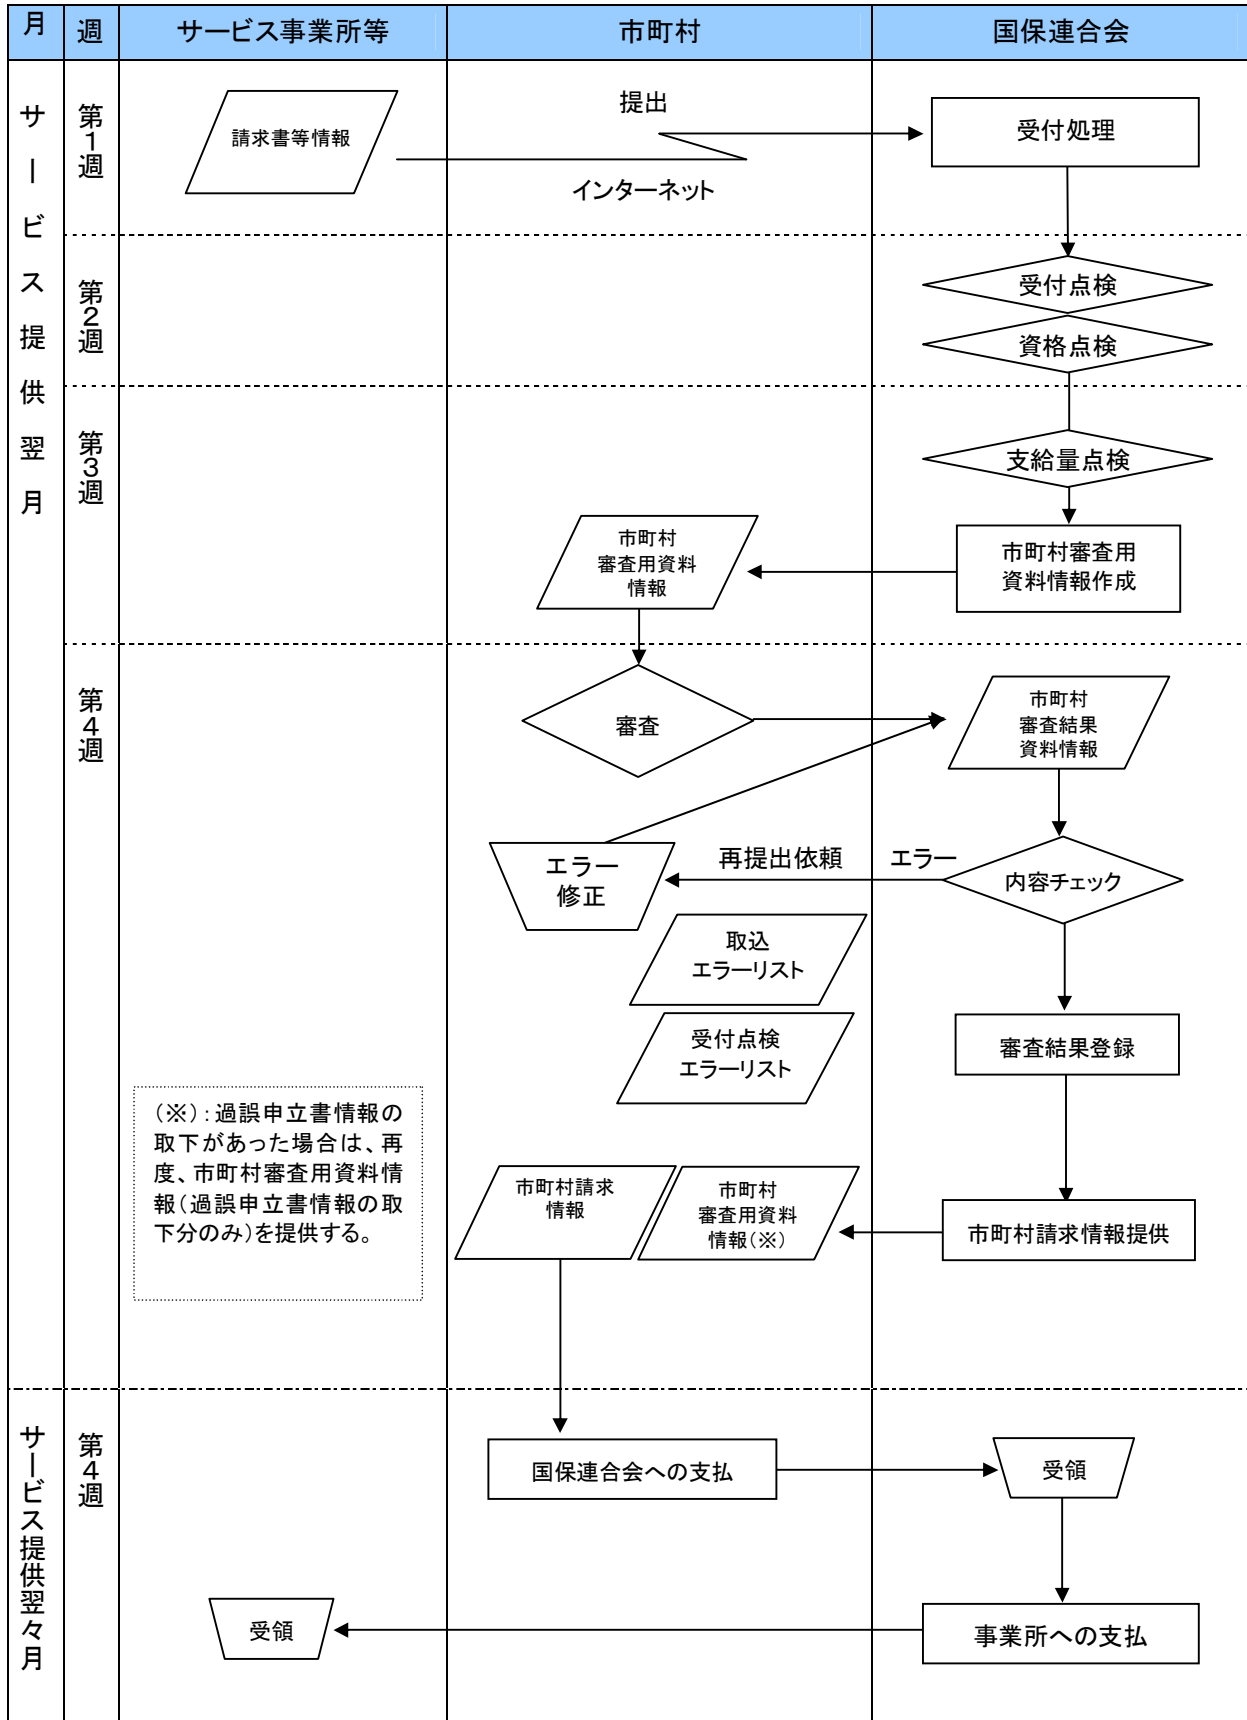 月
週
サービス事業所等
市町村
国保連合会
サービス提供翌月
第1週
請求書等情報
提出
インターネット
受付処理
第2週
受付点検
資格点検
第3週
支給量点検
市町村
審査用資料
情報
市町村審査用
資料情報作成
第4週
審査
市町村
審査結果
資料情報
エラー
修正
再提出依頼
エラー
内容チェック
取込
エラーリスト
受付点検
エラーリスト
審査結果登録
(※):過誤申立書情報の
取下があった場合は、再
度、市町村審査用資料情
報(過誤申立書情報の取
下分のみ)を提供する。
市町村請求
情報
市町村
審査用資料
情報(※)
市町村請求情報提供
サービス提供翌々月
第4週
国保連合会への支払
受領
受領
事業所への支払